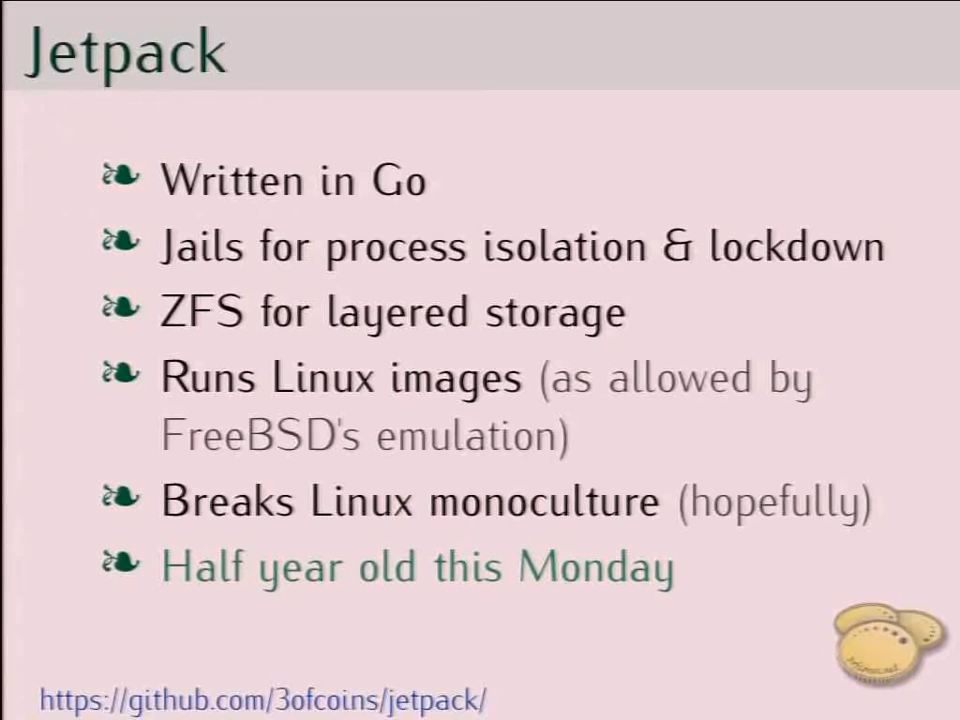 Jetpack
❧ Written in Go
❧ Jails for process isolation & lockdown
❧ ZFS for layered storage
❧ Runs Linux images (as allowed by
FreeBSD's emulation)
❧ Breaks Linux monoculture (hopefully)
❧ Half year old this Monday
https://github.com/3ofcoins/jetpack/